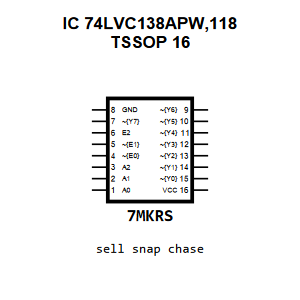 IC 74LVC138APW,118
TSSOP 16
8 GND ~{Y6} 9
7 ~{Y7} ~{Y5} 10
6 E2 ~{Y4} 11
5 ~{E1} ~{Y3} 12
4 ~{E0} ~{Y2} 13
3 A2 ~{Y1} 14
2 A1 ~{Y0} 15
1 A0 VCC 16
7MKRS
sell snap chase